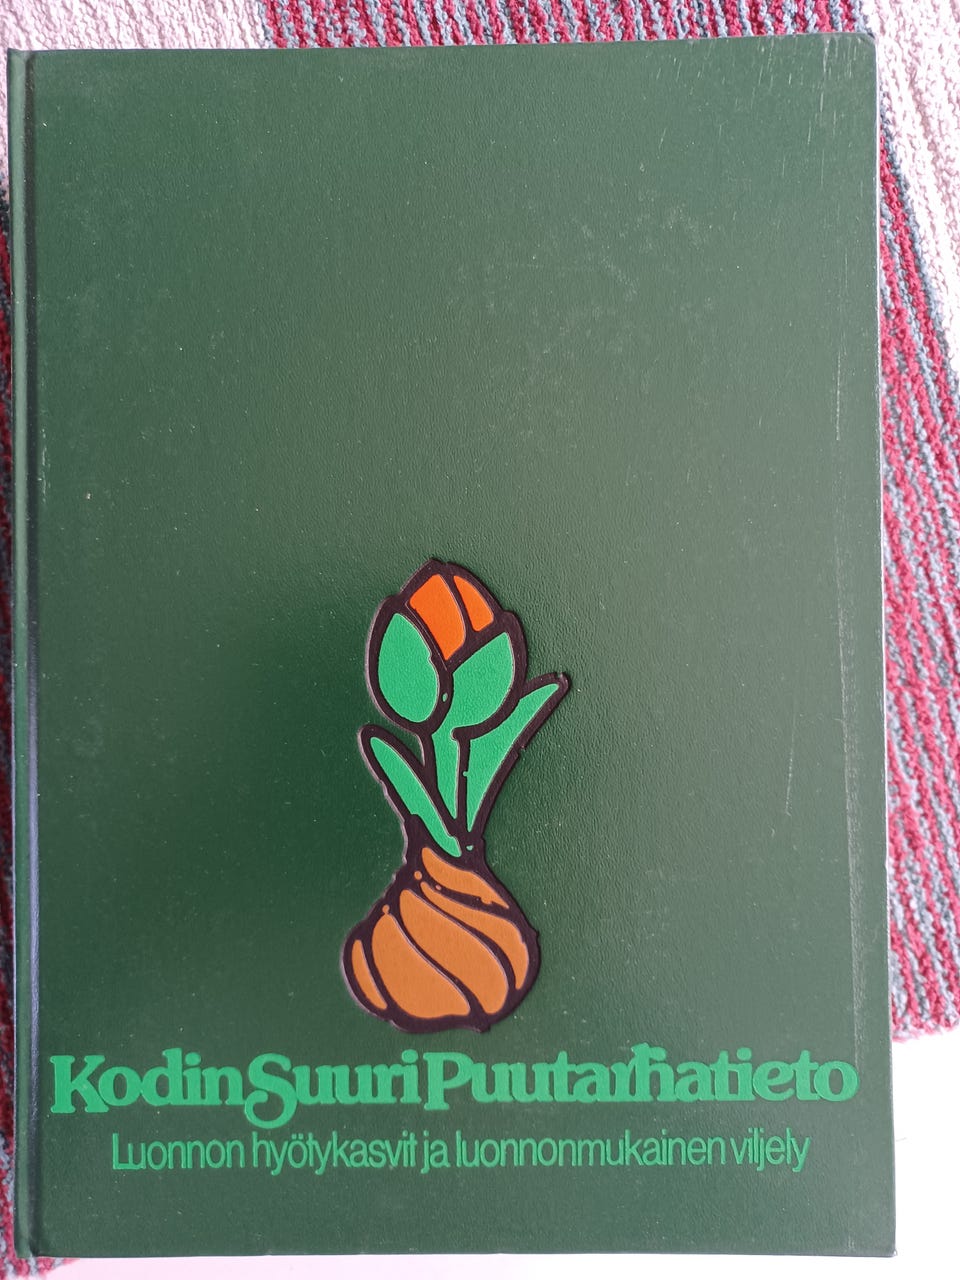 Kodin Suuri Puutarhatieto
Luonnon hyötykasvit ja luonnonmukainen viljely